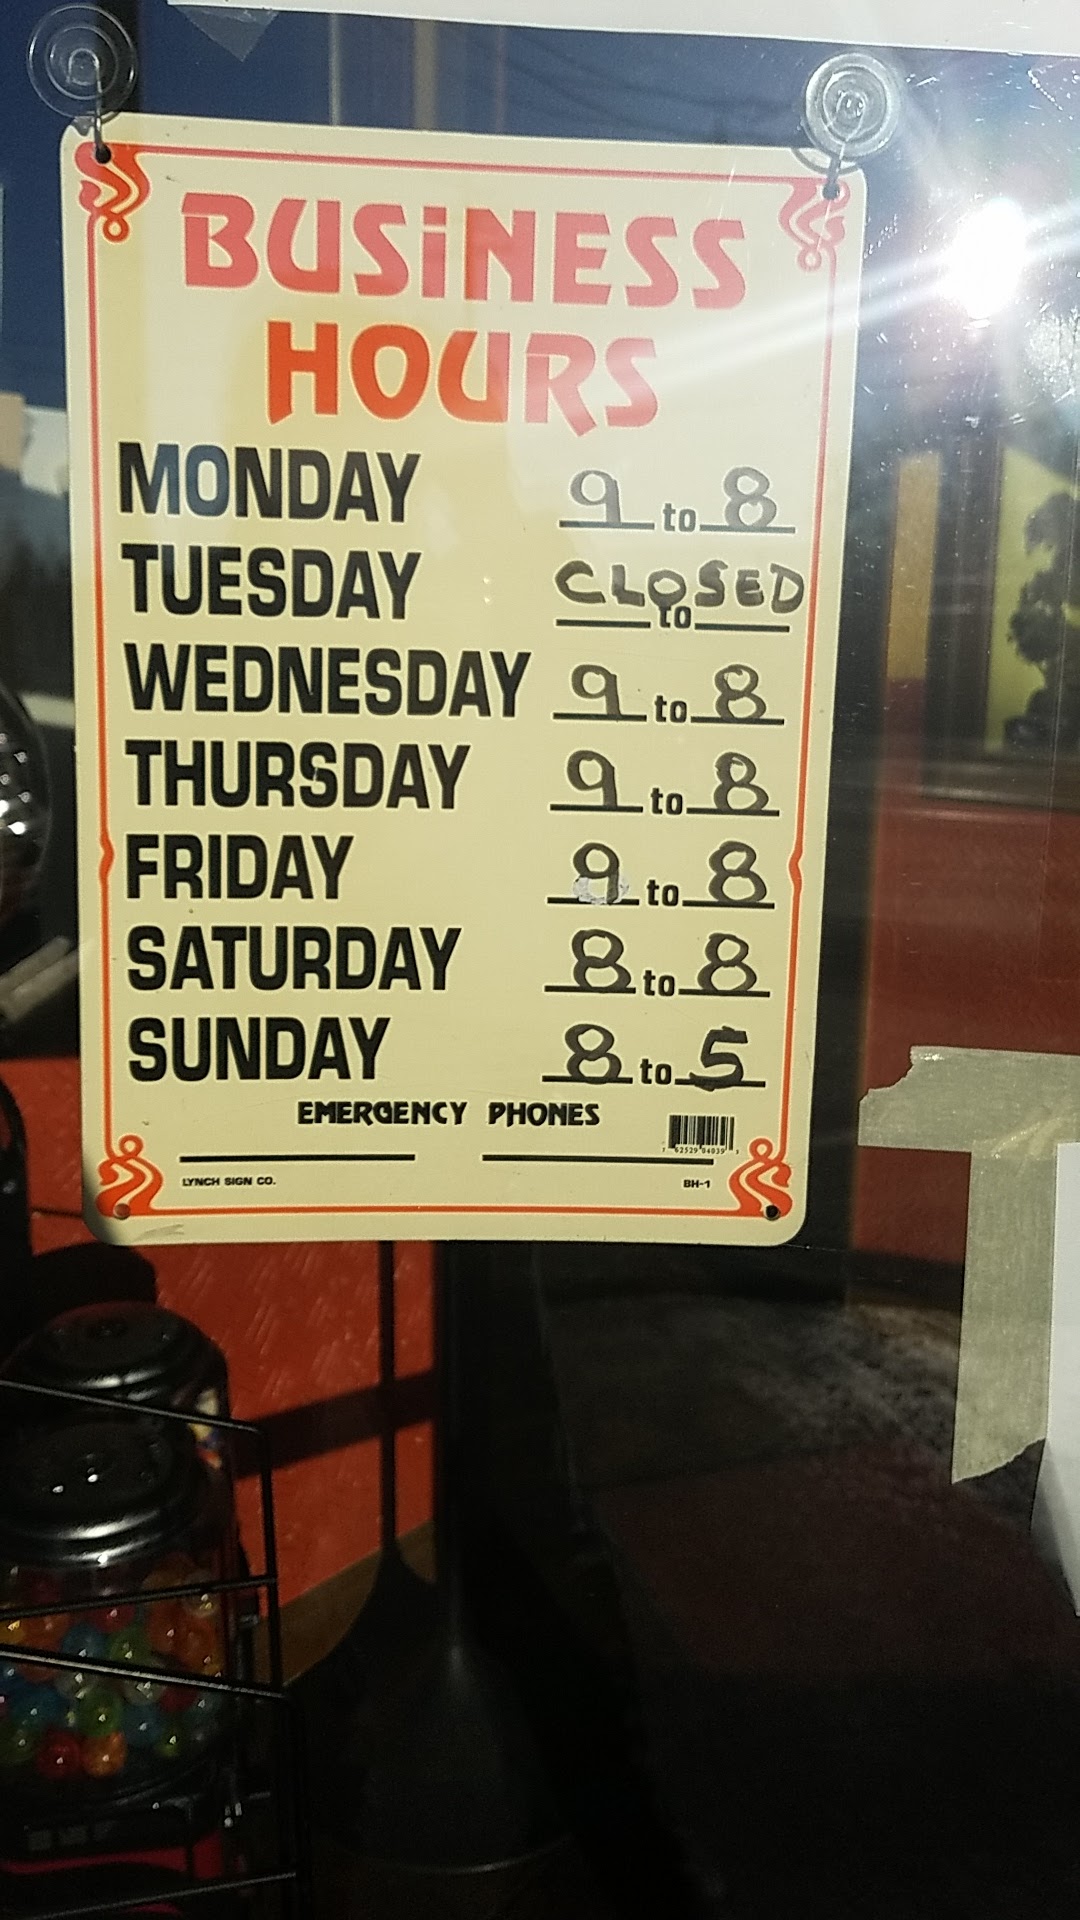 BUSiNESS
HOURS
MONDAY 9 to 8
TUESDAY CLOSED to
WEDNESDAY 9 to 8
THURSDAY 9 to 8
FRIDAY 9 to 8
SATURDAY 8 to 8
SUNDAY 8 to 5
EMERGENCY PHONES
LYNCH SIGN CO. BH-1